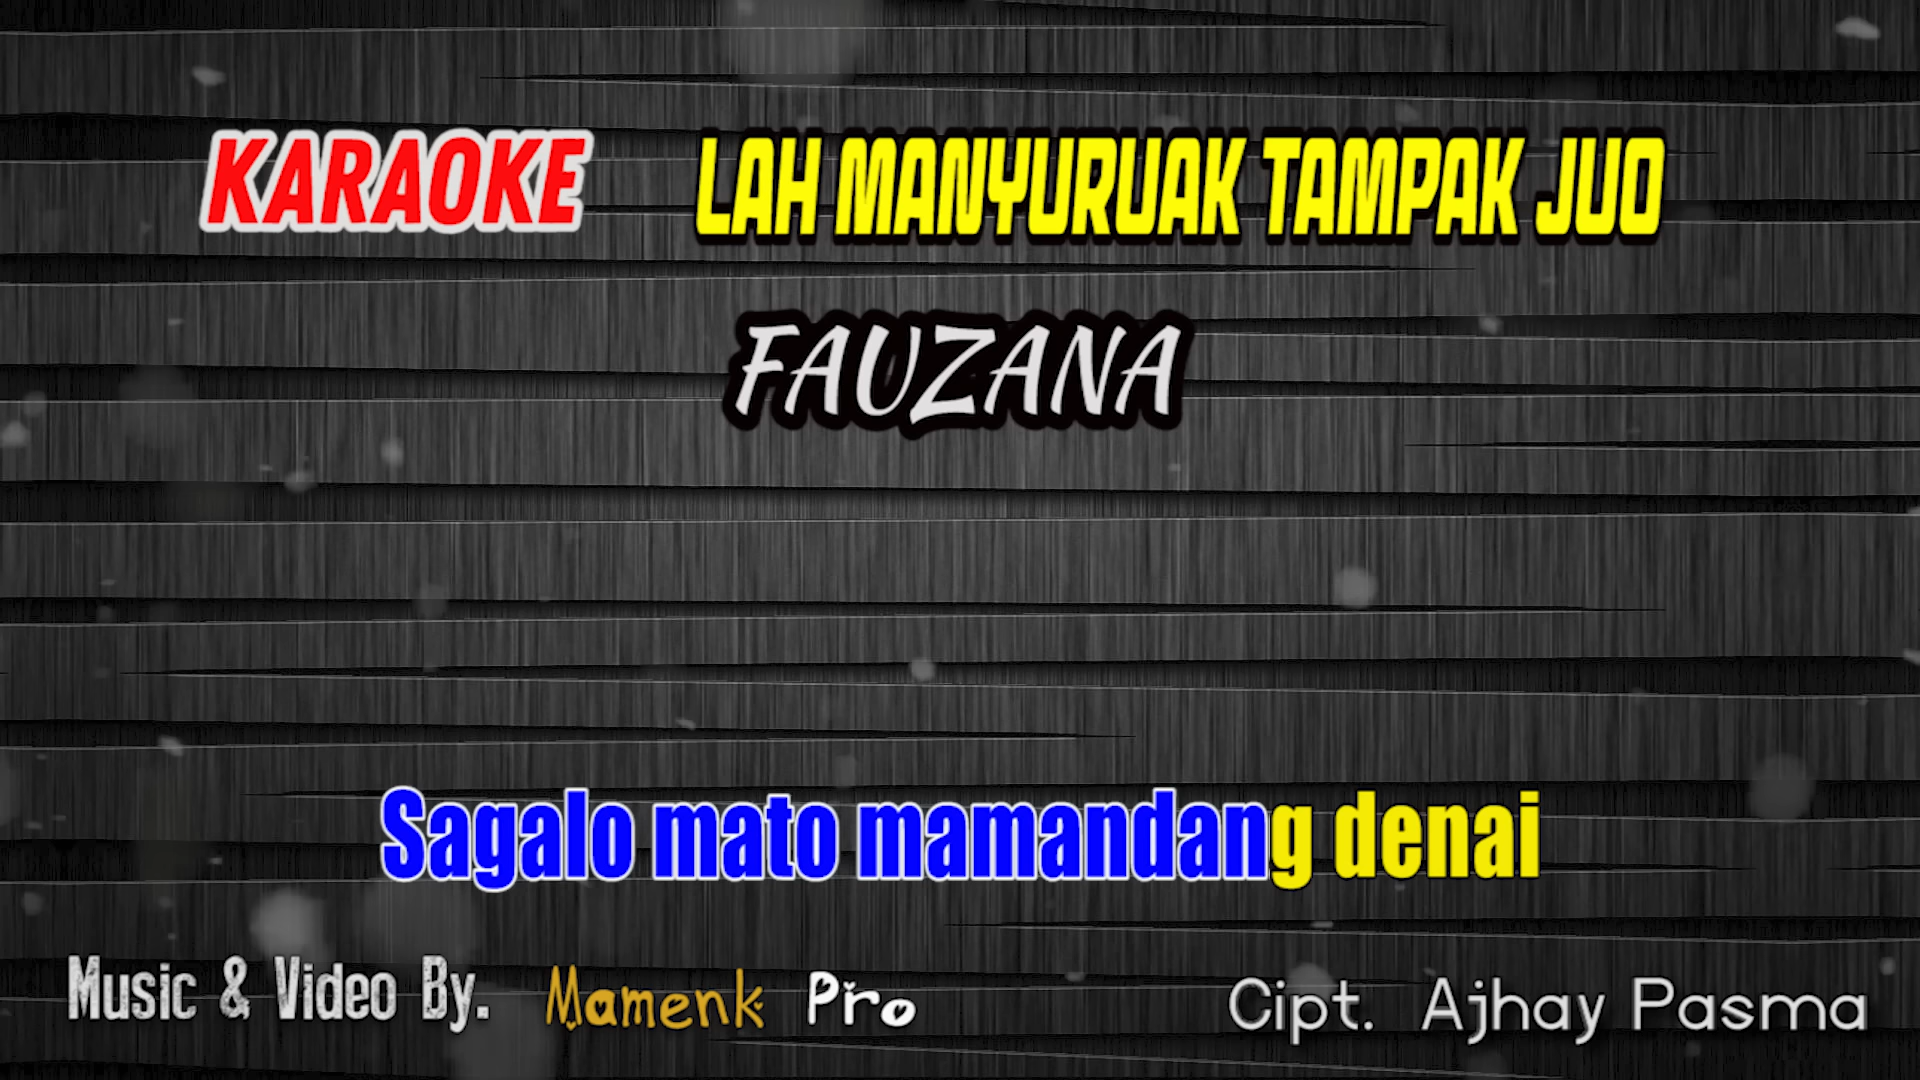 KARAOKE LAH MANYURUAK TAMPAK JUO
FAUZANA
Sagalo mato mamandang denai
Music & Video By. Mamenk Pro Cipt. Ajhay Pasma